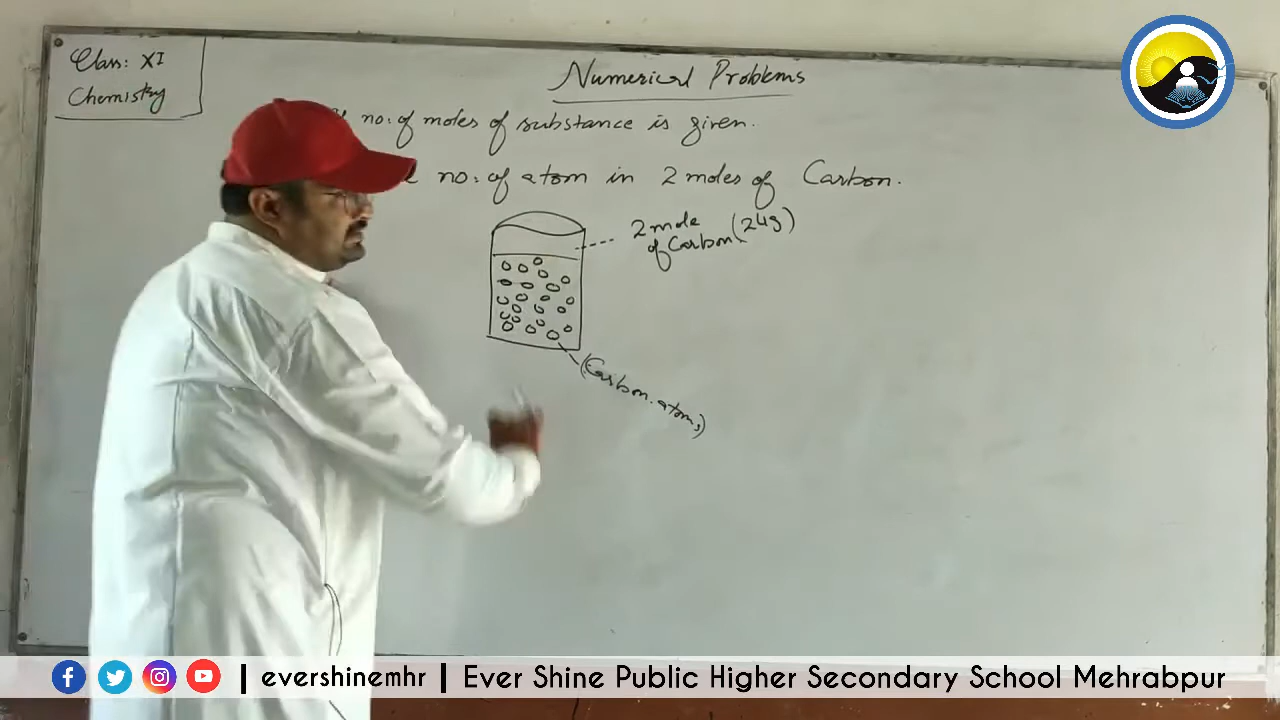 Class: XI
Chemistry
Numerical Problems
no: of moles of substance is given.
no: of atom in 2 moles of Carbon.
2 mole (24g)
of Carbon
(Carbon atoms)
| evershinemhr | Ever Shine Public Higher Secondary School Mehrabpur